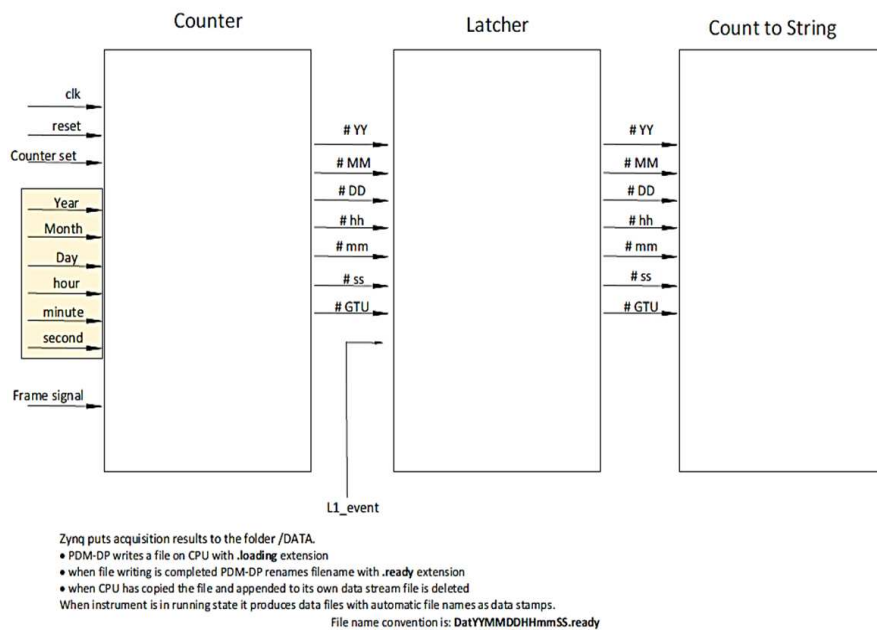 Counter
Latcher
Count to String
clk
reset
Counter set
Year
Month
Day
hour
minute
second
Frame signal
# YY
# MM
# DD
# hh
# mm
# ss
# GTU
L1_event
# YY
# MM
# DD
# hh
# mm
# ss
# GTU
Zynq puts acquisition results to the folder /DATA.
• PDM-DP writes a file on CPU with .loading extension
• when file writing is completed PDM-DP renames filename with .ready extension
• when CPU has copied the file and appended to its own data stream file is deleted
When instrument is in running state it produces data files with automatic file names as data stamps.
File name convention is: DatYYMMDDHHmmSS.ready